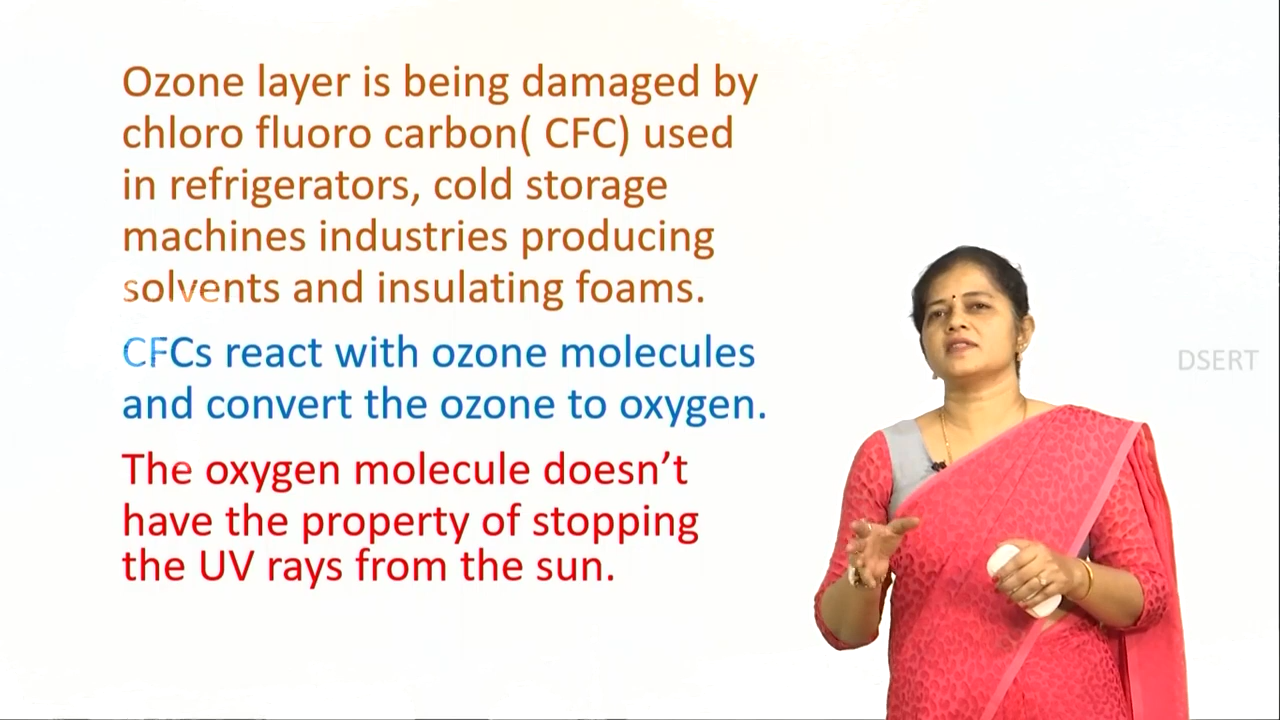 Ozone layer is being damaged by
chloro fluoro carbon( CFC) used
in refrigerators, cold storage
machines industries producing
solvents and insulating foams.
CFCs react with ozone molecules
and convert the ozone to oxygen.
The oxygen molecule doesn’t
have the property of stopping
the UV rays from the sun.
DSERT